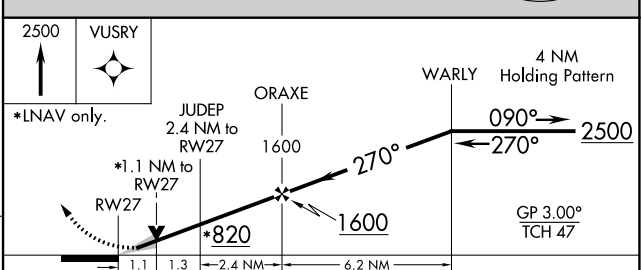 2500
VUSRY
*LNAV only.
JUDEP
2.4 NM to
RW27
*1.1 NM to
RW27
RW27
ORAXE
1600
WARLY
4 NM
Holding Pattern
090°
270°
2500
270°
1600
*820
GP 3.00°
TCH 47
1.1
1.3
2.4 NM
6.2 NM